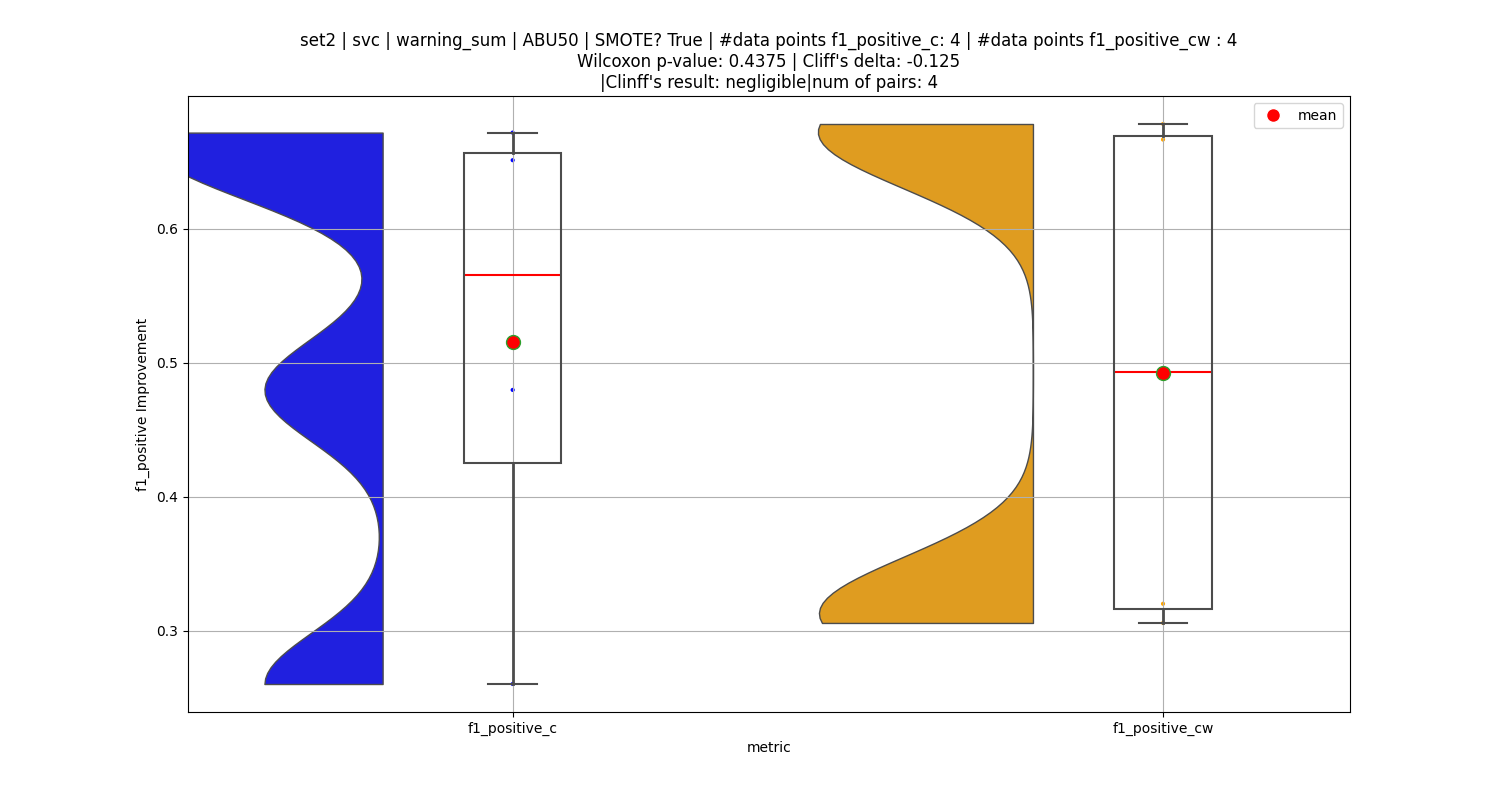 set2 | svc | warning_sum | ABU50 | SMOTE? True | #data points f1_positive_c: 4 | #data points f1_positive_cw : 4
Wilcoxon p-value: 0.4375 | Cliff's delta: -0.125
|Clinff's result: negligible|num of pairs: 4
mean
0.6
0.5
0.4
0.3
f1_positive Improvement
f1_positive_c
f1_positive_cw
metric